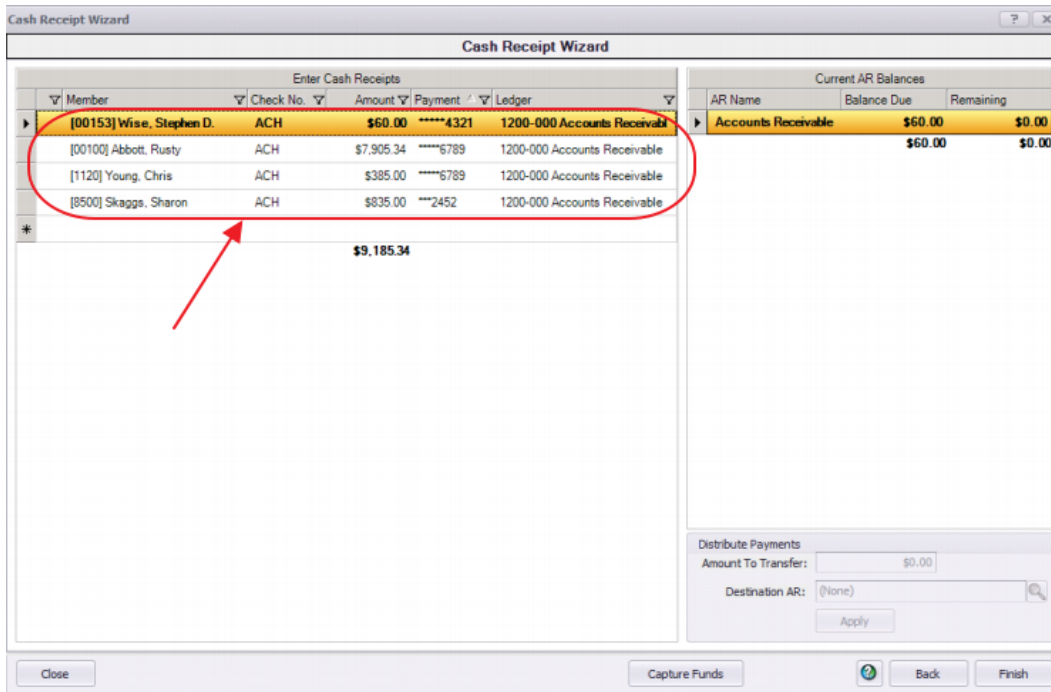 Cash Receipt Wizard
Cash Receipt Wizard
Enter Cash Receipts
Member Check No. Amount Payment Ledger
[00153] Wise, Stephen D. ACH $60.00 *****4321 1200-000 Accounts Receivabl
[00100] Abbott, Rusty ACH $7,905.34 *****6789 1200-000 Accounts Receivable
[1120] Young, Chris ACH $385.00 *****6789 1200-000 Accounts Receivable
[8500] Skaggs, Sharon ACH $835.00 ***2452 1200-000 Accounts Receivable
$9,185.34
Current AR Balances
AR Name Balance Due Remaining
Accounts Receivable $60.00 $0.00
$60.00 $0.00
Distribute Payments
Amount To Transfer: $0.00
Destination AR: (None)
Apply
Close Capture Funds Back Finish